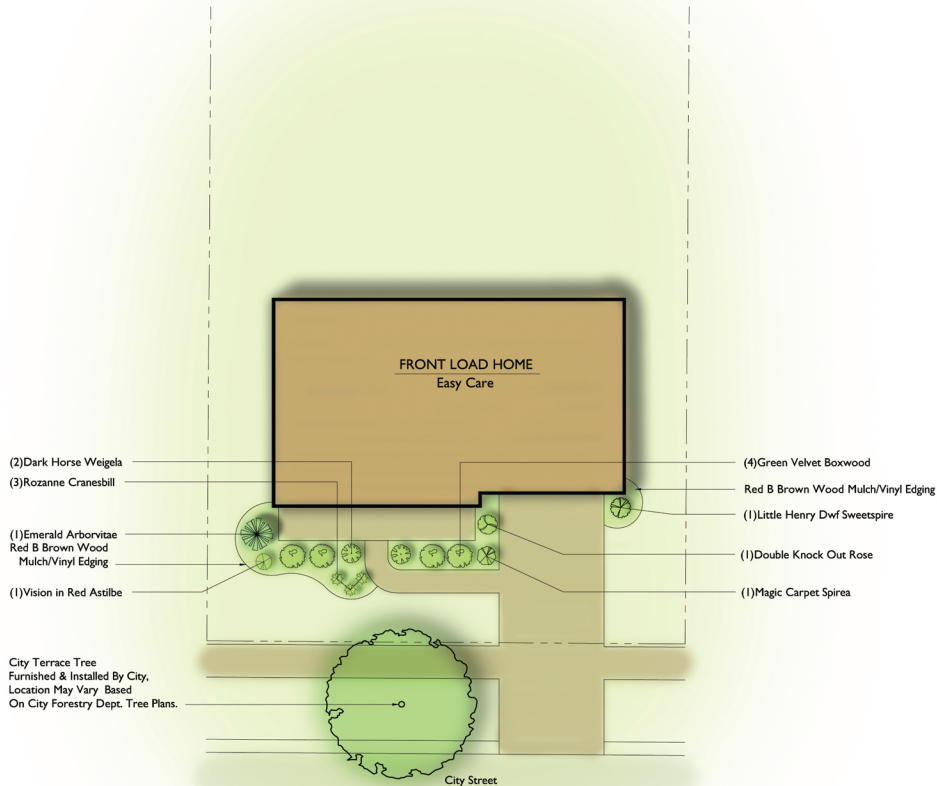 FRONT LOAD HOME
Easy Care
(2)Dark Horse Weigela
(3)Rozanne Cranesbill
(1)Emerald Arborvitae
Red B Brown Wood
Mulch/Vinyl Edging
(1)Vision in Red Astilbe
City Terrace Tree
Furnished & Installed By City,
Location May Vary Based
On City Forestry Dept. Tree Plans.
(4)Green Velvet Boxwood
Red B Brown Wood Mulch/Vinyl Edging
(1)Little Henry Dwf Sweetspire
(1)Double Knock Out Rose
(1)Magic Carpet Spirea
City Street